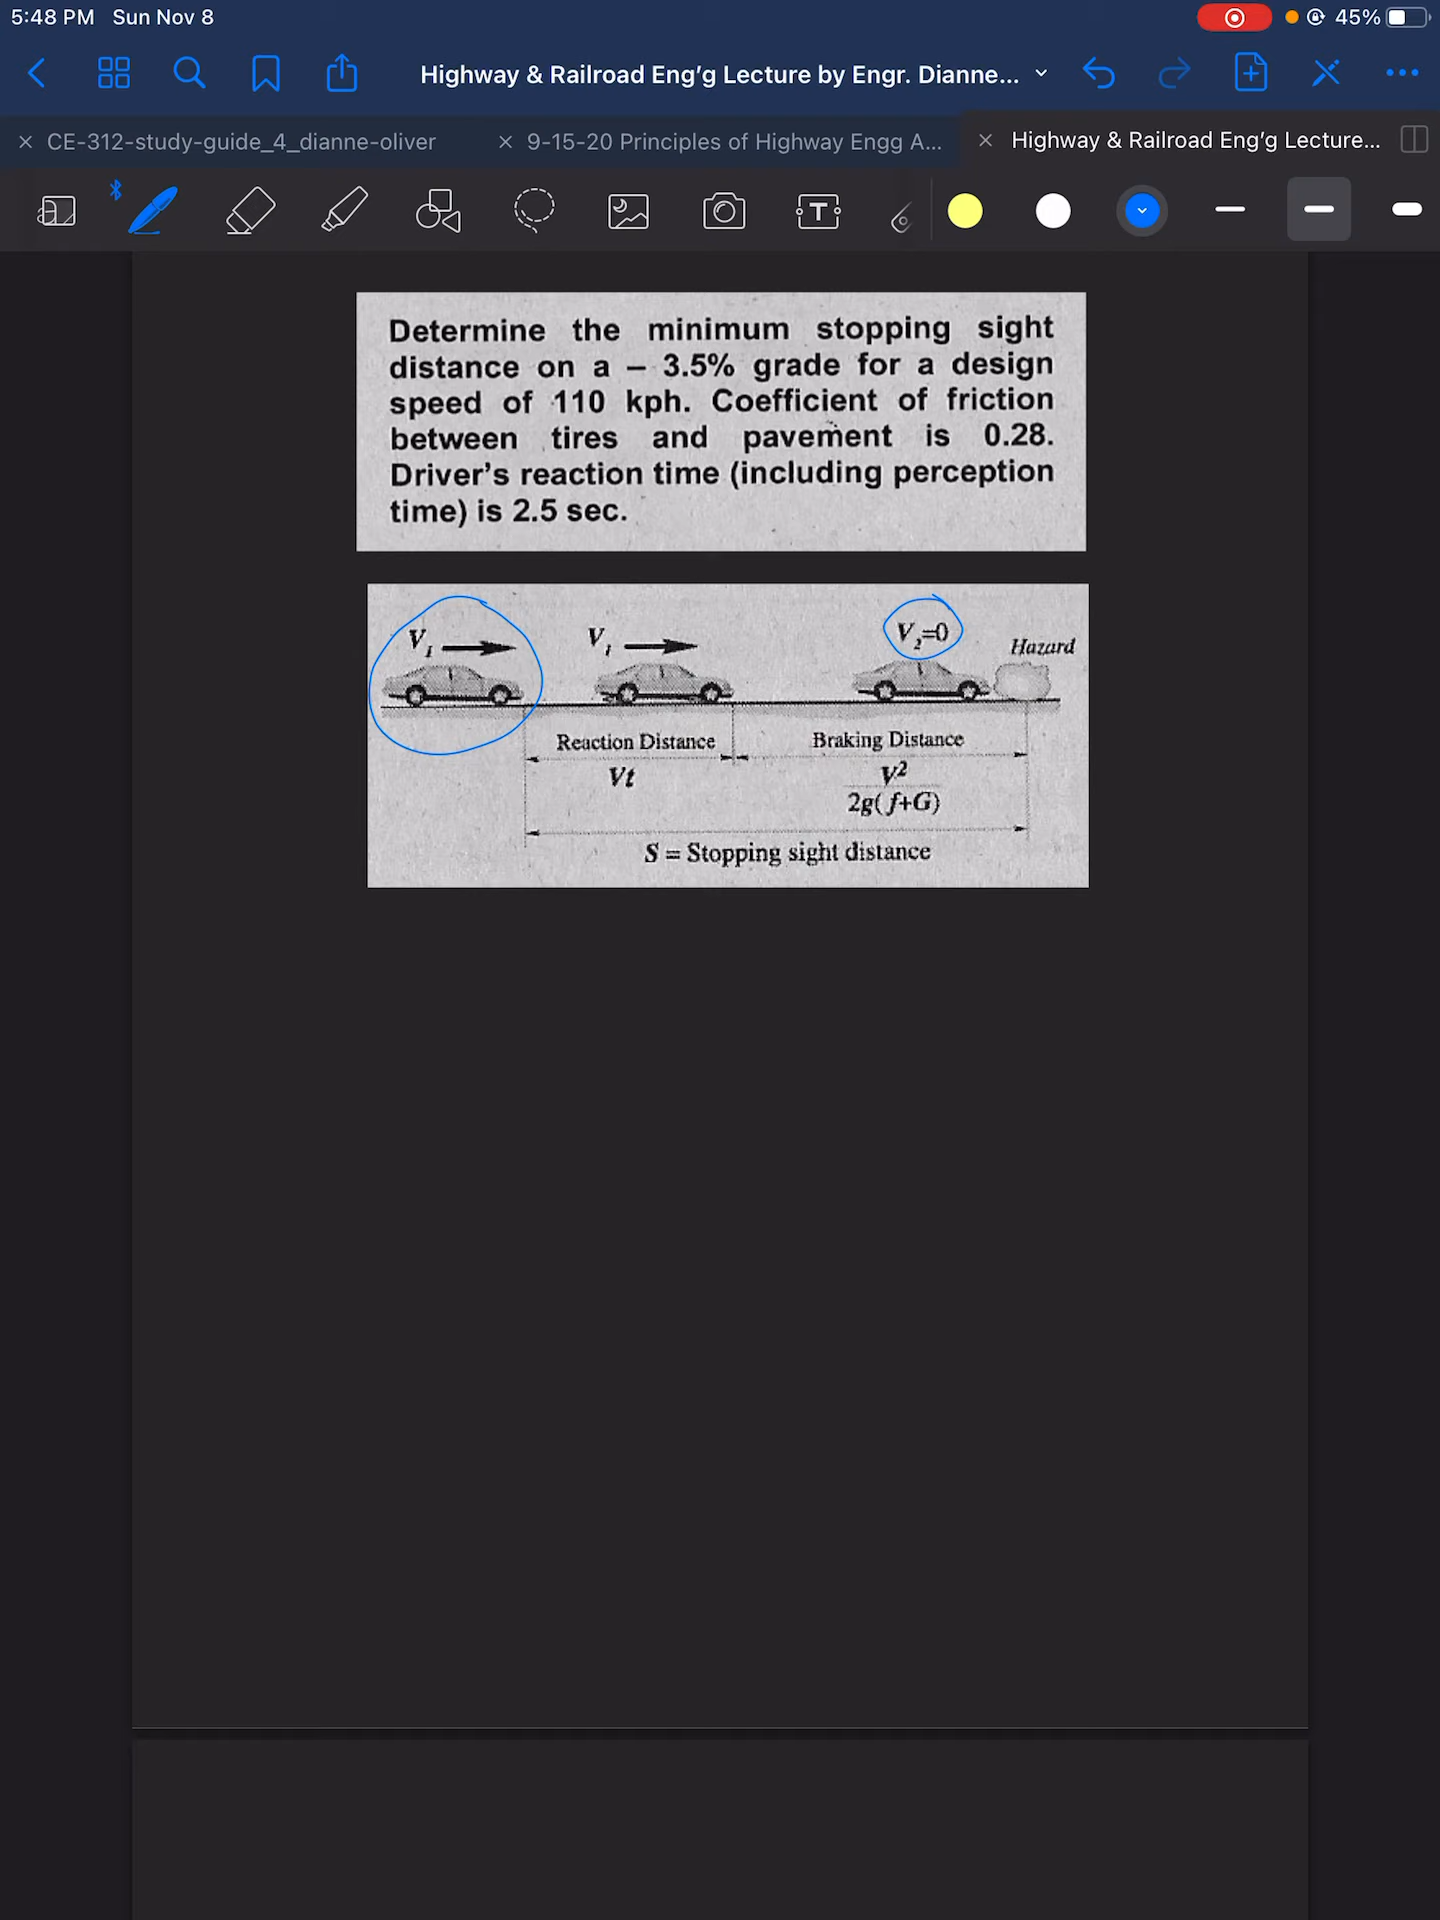 5:48 PM Sun Nov 8
45%
Highway & Railroad Eng’g Lecture by Engr. Dianne...
CE-312-study-guide_4_dianne-oliver
9-15-20 Principles of Highway Engg A...
Highway & Railroad Eng’g Lecture...
Determine the minimum stopping sight
distance on a – 3.5% grade for a design
speed of 110 kph. Coefficient of friction
between tires and pavement is 0.28.
Driver’s reaction time (including perception
time) is 2.5 sec.
V₁ V₁ V₂=0 Hazard
Reaction Distance Braking Distance
Vt V²
2g(f+G)
S = Stopping sight distance